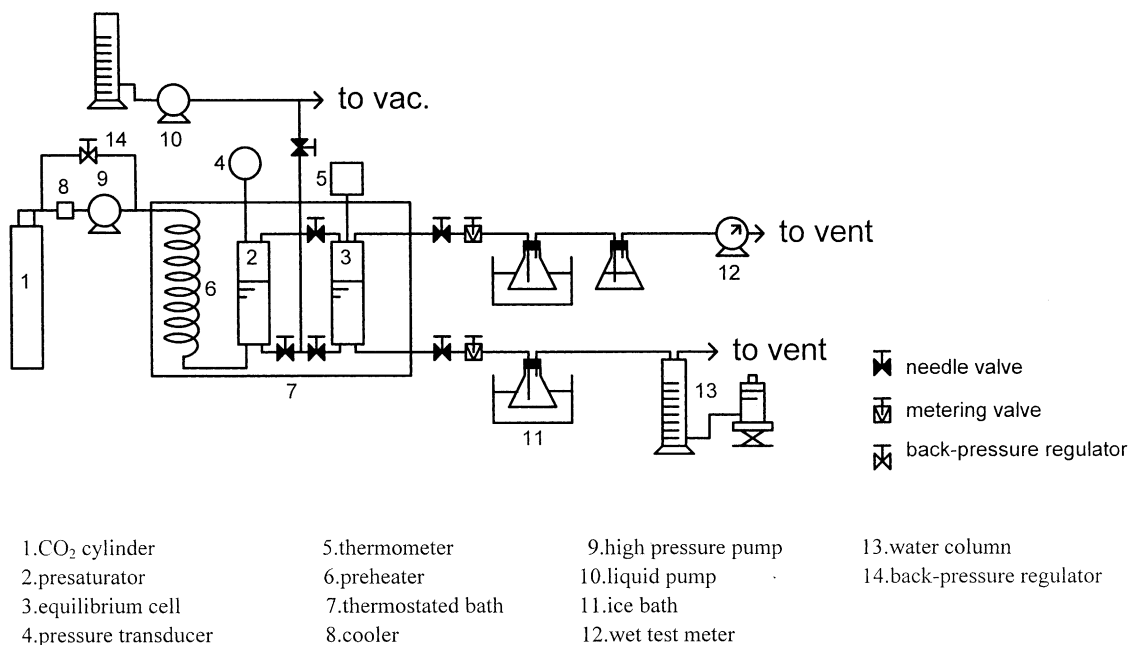 to vac.
10
14
4
5
8
9
1
2
3
6
to vent
12
7
to vent
13
11
needle valve
metering valve
back-pressure regulator
1.CO₂ cylinder
5.thermometer
9.high pressure pump
13.water column
2.presaturator
6.preheater
10.liquid pump
14.back-pressure regulator
3.equilibrium cell
7.thermostated bath
11.ice bath
4.pressure transducer
8.cooler
12.wet test meter